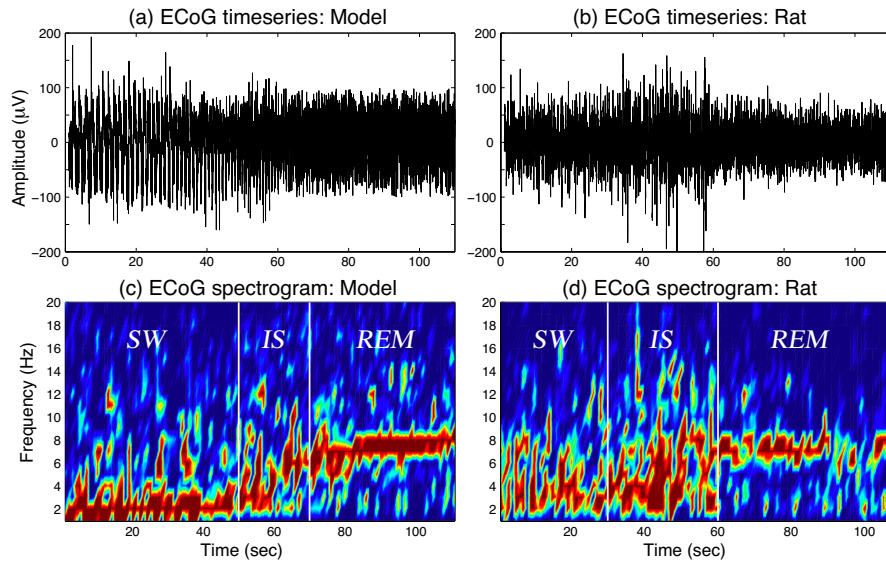 (a) ECoG timeseries: Model
(b) ECoG timeseries: Rat
Amplitude (μV)
200
100
0
−100
−200
0 20 40 60 80 100
200
100
0
−100
−200
0 20 40 60 80 100
(c) ECoG spectrogram: Model
(d) ECoG spectrogram: Rat
Frequency (Hz)
20
18
16
14
12
10
8
6
4
2
SW IS REM
20 40 60 80 100
Time (sec)
20
18
16
14
12
10
8
6
4
2
SW IS REM
20 40 60 80 100
Time (sec)